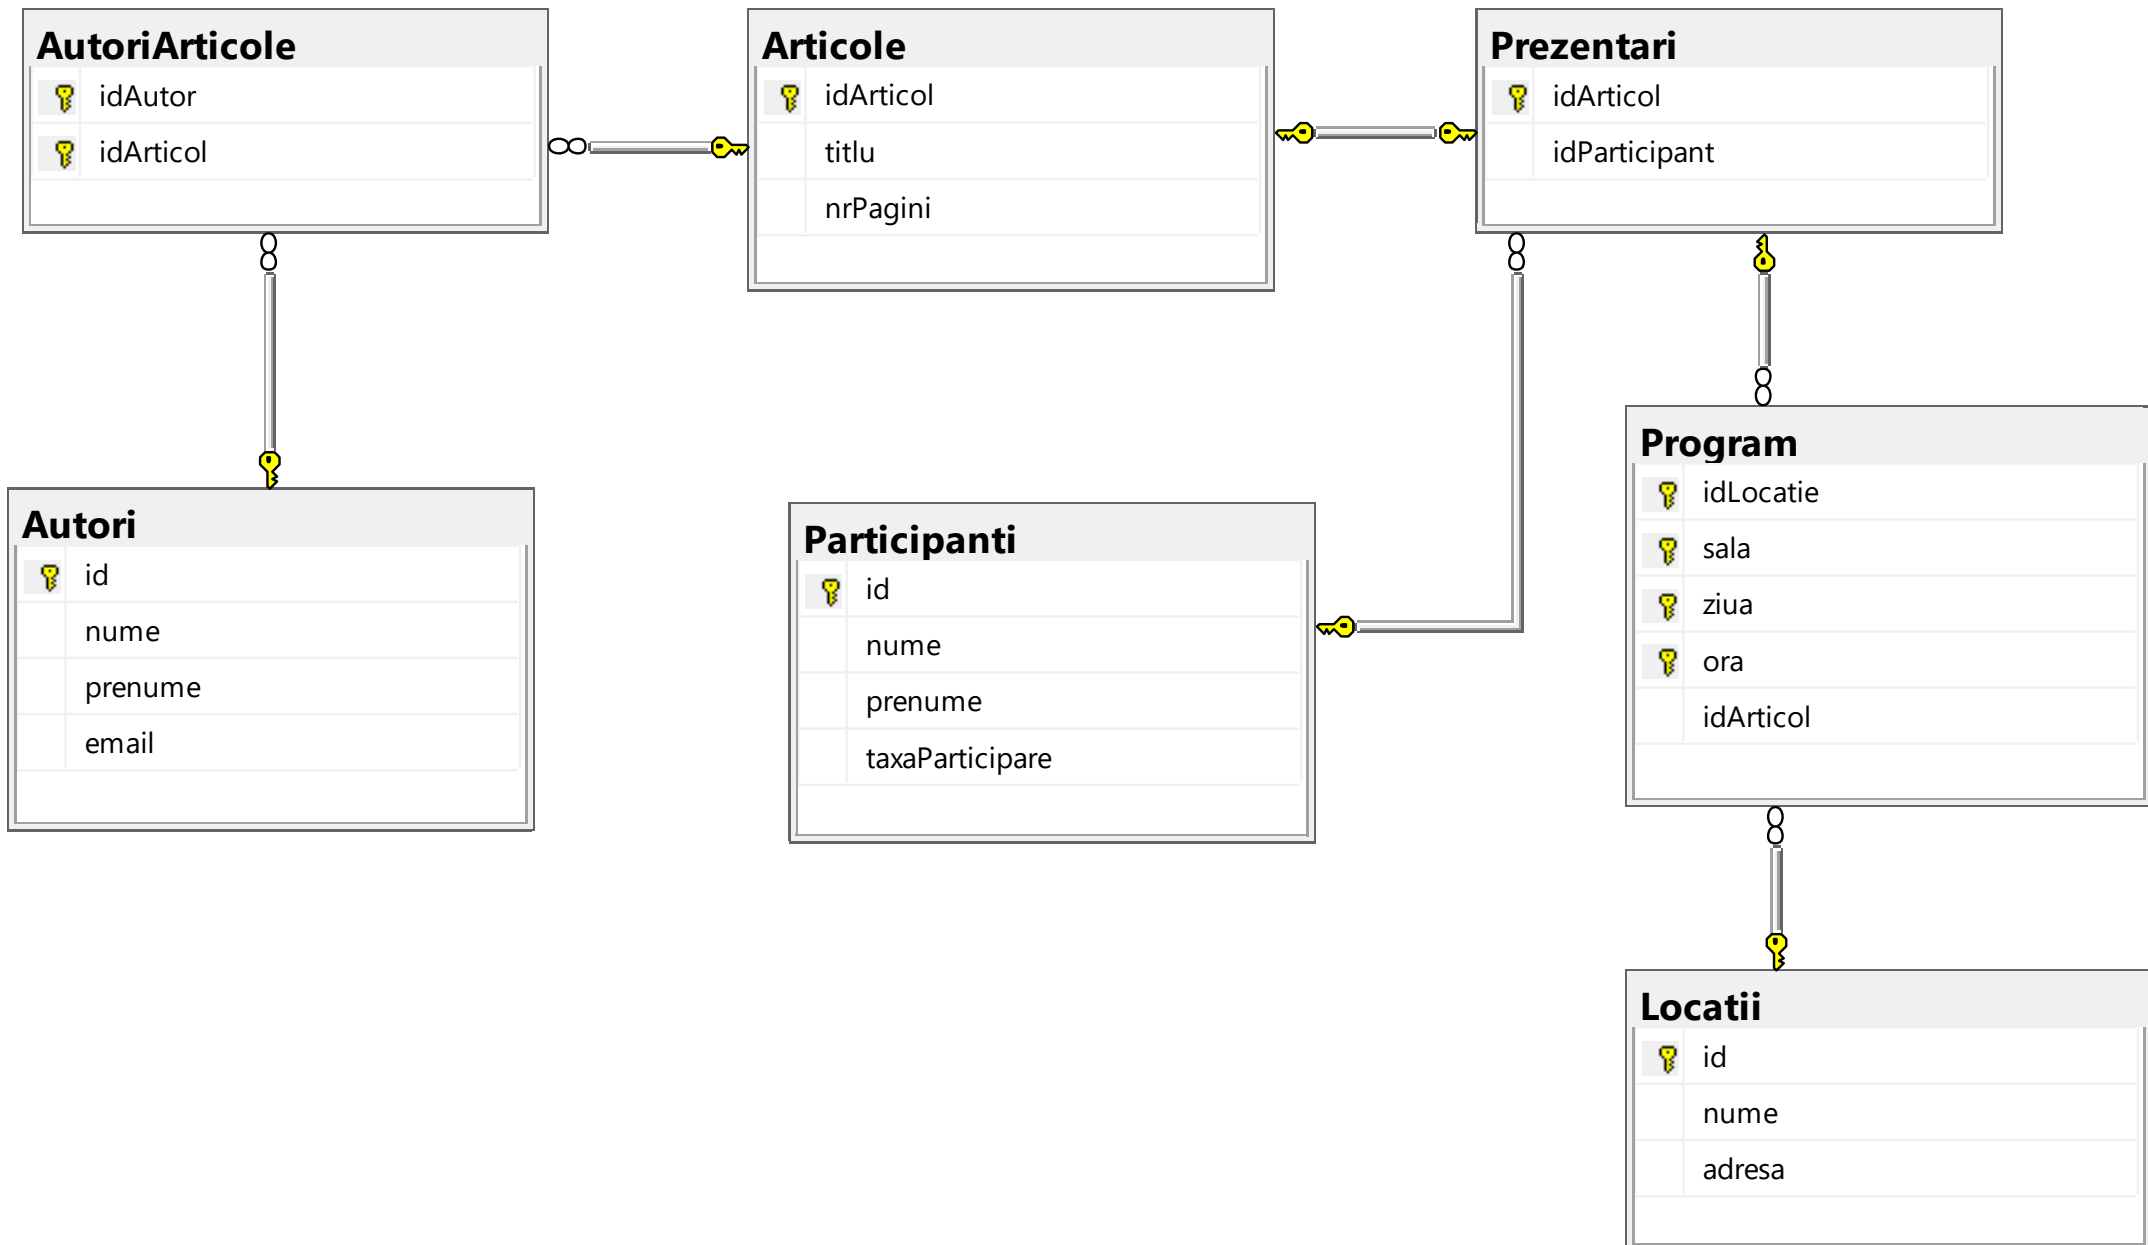 AutoriArticole
idAutor
idArticol
Articole
idArticol
titlu
nrPagini
Prezentari
idArticol
idParticipant
Autori
id
nume
prenume
email
Participanti
id
nume
prenume
taxaParticipare
Program
idLocatie
sala
ziua
ora
idArticol
Locatii
id
nume
adresa